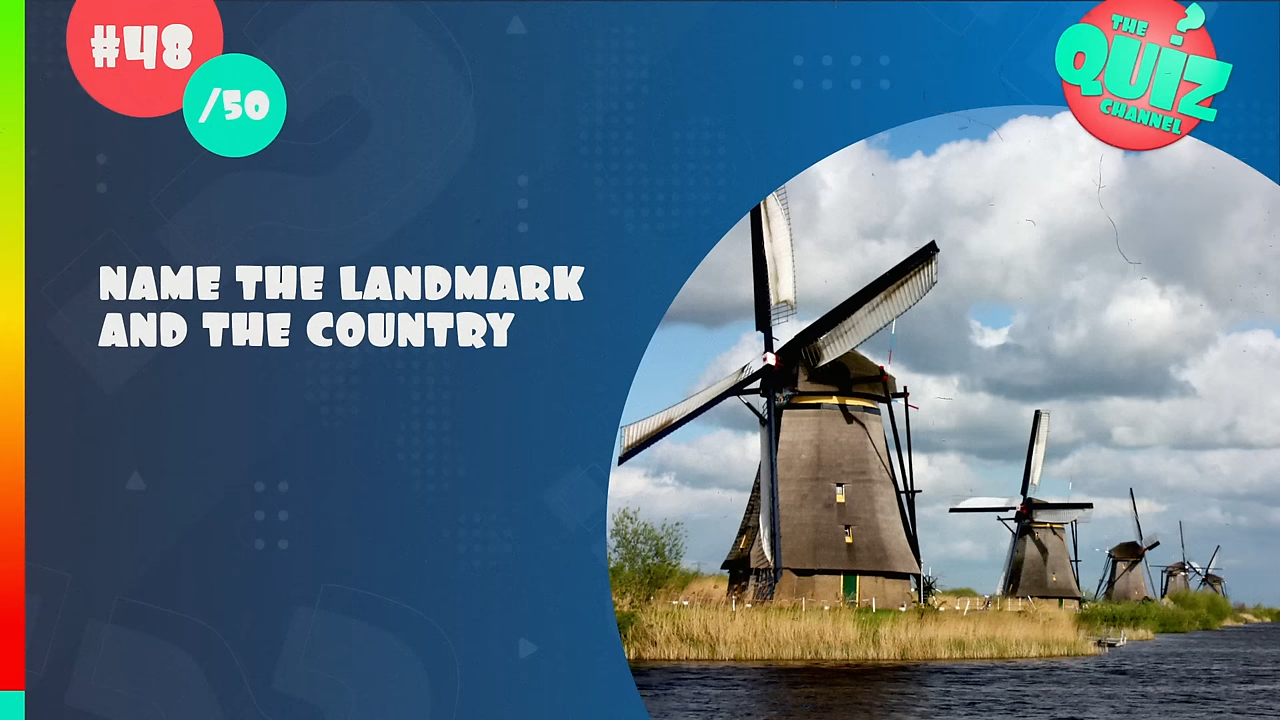 #48
/50
THE
QUIZ
CHANNEL
NAME THE LANDMARK
AND THE COUNTRY